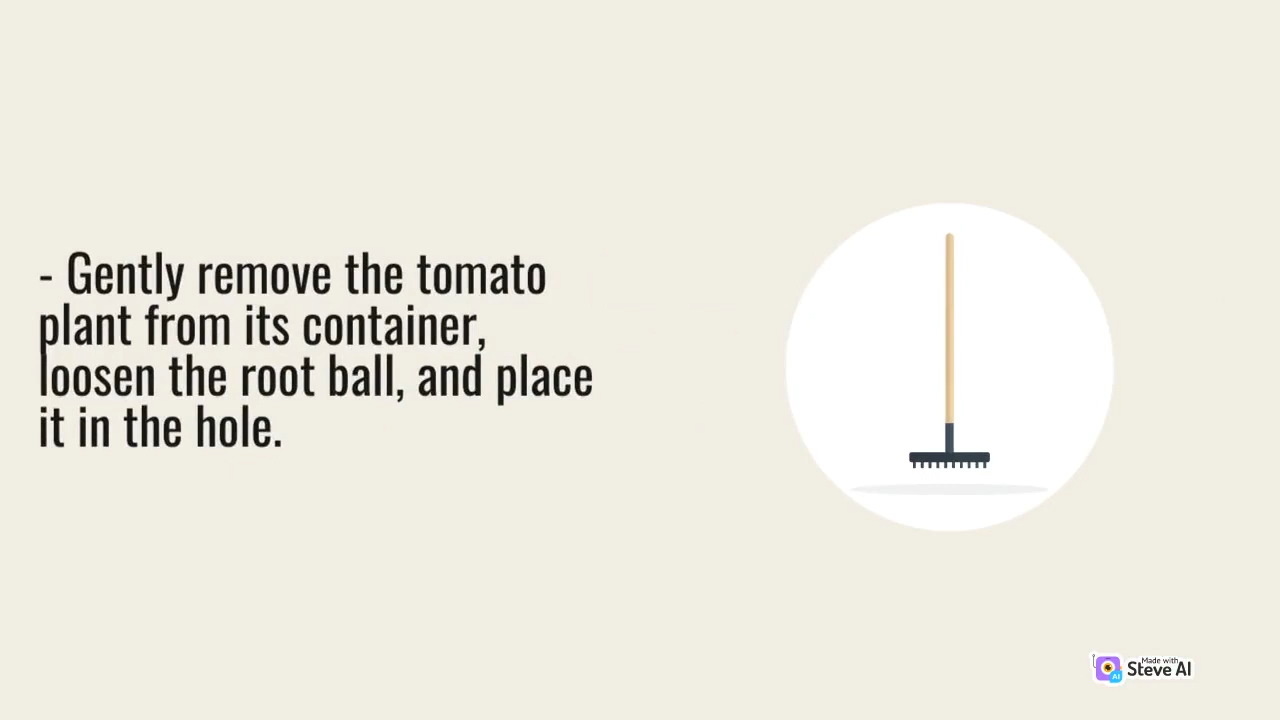 - Gently remove the tomato
plant from its container,
loosen the root ball, and place
it in the hole.
Made with
Steve AI
AI